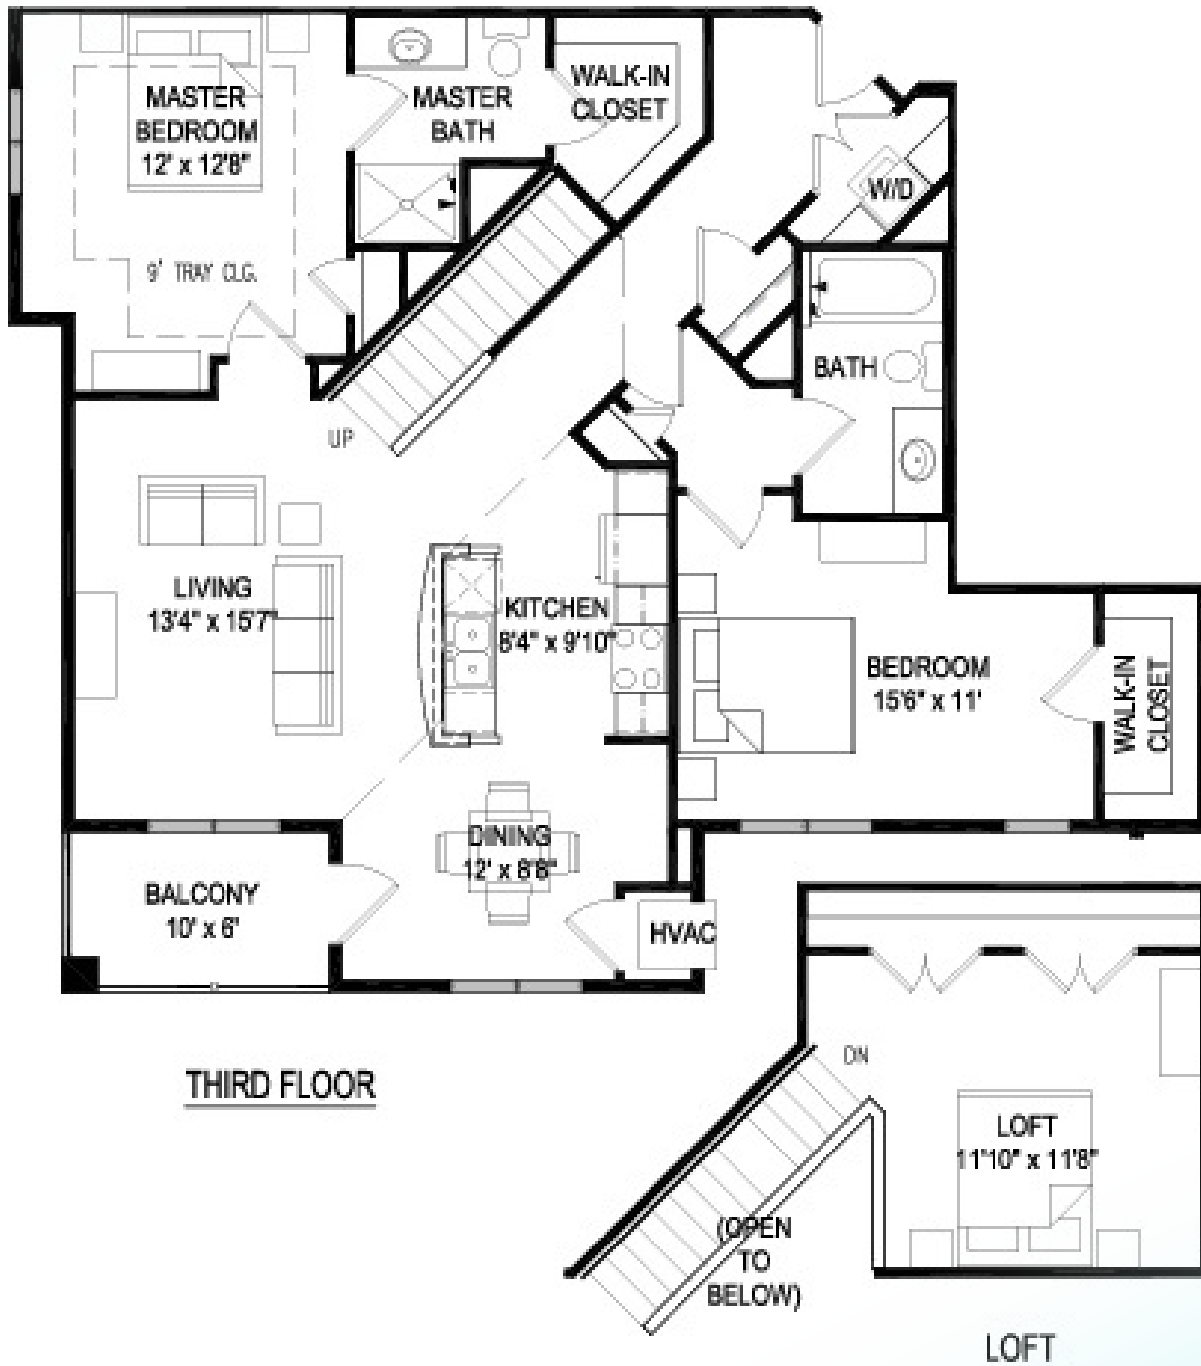 MASTER
BEDROOM
12' x 12'8"
9' TRAY CLG.
MASTER
BATH
WALK-IN
CLOSET
W/D
BATH
UP
LIVING
13'4" x 15'7"
KITCHEN
8'4" x 9'10"
BEDROOM
15'6" x 11'
WALK-IN
CLOSET
DINING
12' x 8'8"
BALCONY
10' x 6'
HVAC
THIRD FLOOR
DN
LOFT
11'10" x 11'8"
(OPEN
TO
BELOW)
LOFT